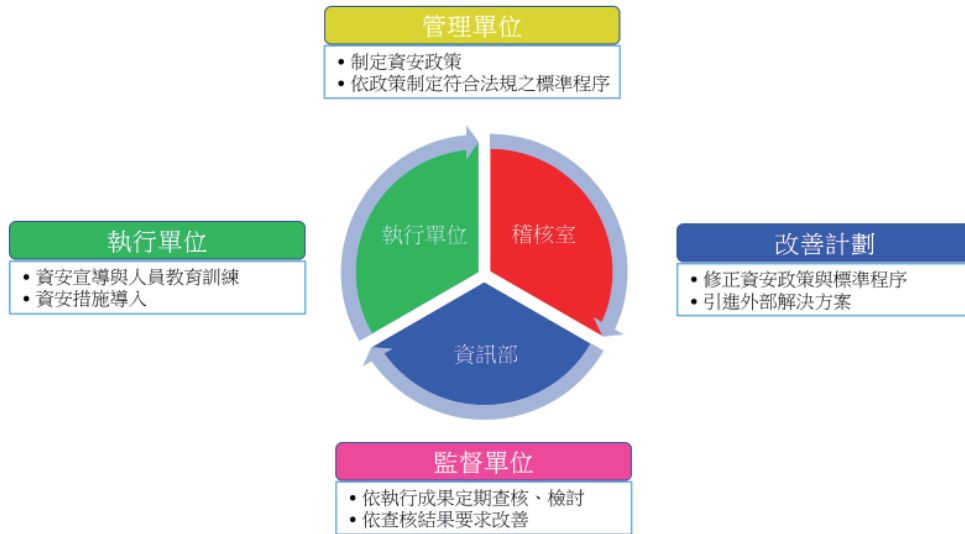 管理單位
• 制定資安政策
• 依政策制定符合法規之標準程序
執行單位
• 資安宣導與人員教育訓練
• 資安措施導入
執行單位
稽核室
資訊部
改善計劃
• 修正資安政策與標準程序
• 引進外部解決方案
監督單位
• 依執行成果定期查核、檢討
• 依查核結果要求改善